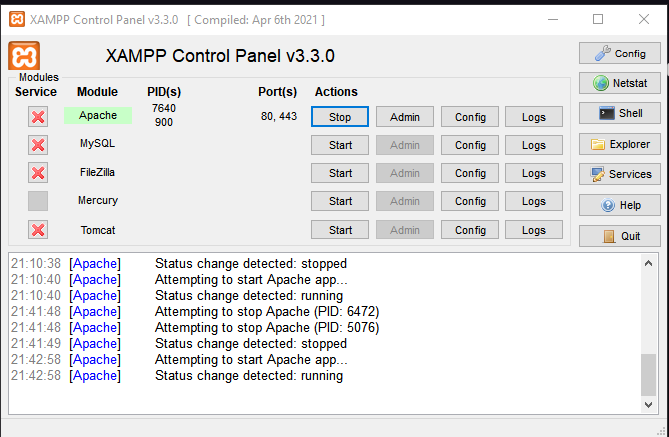 XAMPP Control Panel v3.3.0 [ Compiled: Apr 6th 2021 ]
XAMPP Control Panel v3.3.0
Config
Modules
Service Module PID(s) Port(s) Actions
Netstat
Apache 7640 80, 443 Stop Admin Config Logs
900
Shell
MySQL Start Admin Config Logs
Explorer
FileZilla Start Admin Config Logs
Services
Mercury Start Admin Config Logs
Help
Tomcat Start Admin Config Logs
Quit
21:10:38 [Apache] Status change detected: stopped
21:10:40 [Apache] Attempting to start Apache app...
21:10:40 [Apache] Status change detected: running
21:41:48 [Apache] Attempting to stop Apache (PID: 6472)
21:41:48 [Apache] Attempting to stop Apache (PID: 5076)
21:41:49 [Apache] Status change detected: stopped
21:42:58 [Apache] Attempting to start Apache app...
21:42:58 [Apache] Status change detected: running